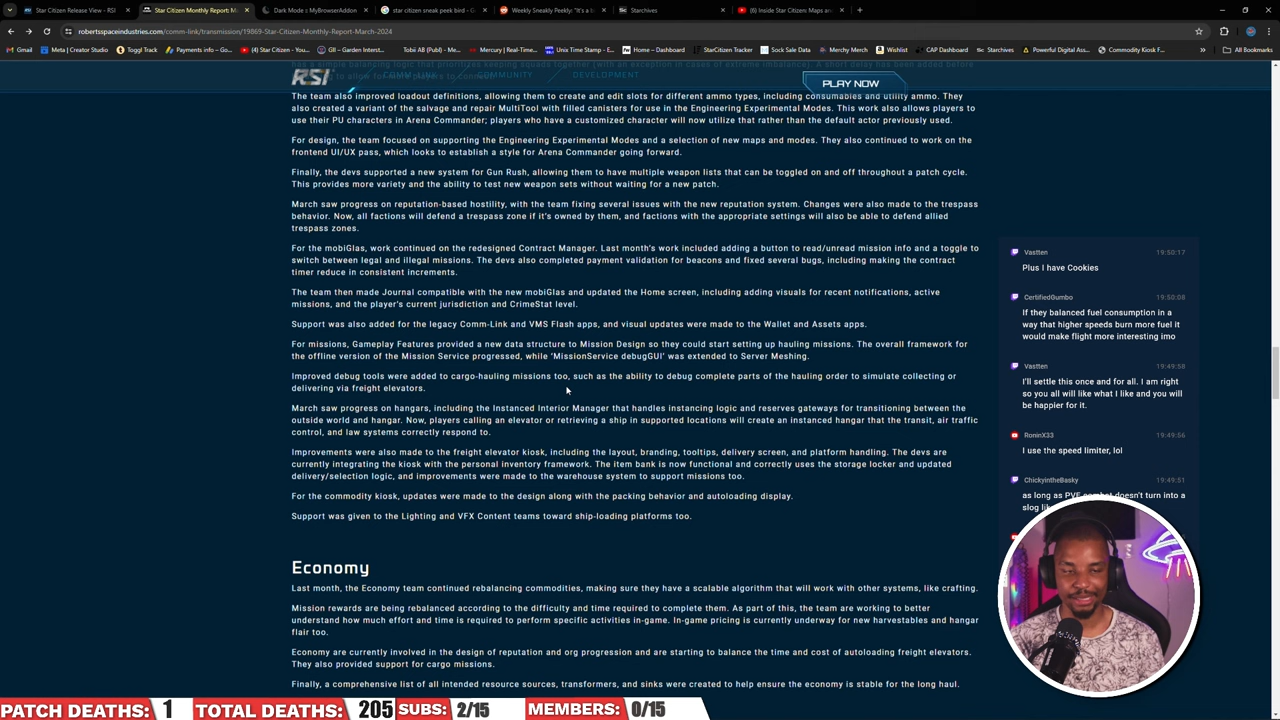 Star Citizen Release View - RSI
Star Citizen Monthly Report: M
Dark Mode :: MyBrowserAddon
star citizen sneak peek bird - G
Weekly Sneakly Peekly: "It's a b
Starchives
(6) Inside Star Citizen: Maps an
robertsspaceindustries.com/comm-link/transmission/19869-Star-Citizen-Monthly-Report-March-2024
Gmail
Meta | Creator Studio
Toggl Track
(4) Star Citizen - You...
GIL – Garden Interi...
Tobii AB (Publ) - Me...
Mercury | Real-Time...
Unix Time Stamp - E...
Home – Dashboard
StarCitizen Tracker
Sock Sale Data
Merchy Merch
Wishlist
CAP Dashboard
Starchives
Powerful Digital Ass...
Commodity Kiosk F...
All Bookmarks
RSI
COMM-LINK
COMMUNITY
DEVELOPMENT
PLAY NOW
The team also improved loadout definitions, allowing them to create and edit slots for different ammo types, including consumables and utility ammo. They
also created a variant of the salvage and repair MultiTool with filled canisters for use in the Engineering Experimental Modes. This work also allows players to
use their PU characters in Arena Commander; players who have a customized character will now utilize that rather than the default actor previously used.
For design, the team focused on supporting the Engineering Experimental Modes and a selection of new maps and modes. They also continued to work on the
frontend UI/UX pass, which looks to establish a style for Arena Commander going forward.
Finally, the devs supported a new system for Gun Rush, allowing them to have multiple weapon lists that can be toggled on and off throughout a patch cycle.
This provides more variety and the ability to test new weapon sets without waiting for a new patch.
March saw progress on reputation-based hostility, with the team fixing several issues with the new reputation system. Changes were also made to the trespass
behavior. Now, all factions will defend a trespass zone if it's owned by them, and factions with the appropriate settings will also be able to defend allied
trespass zones.
For the mobiGlas, work continued on the redesigned Contract Manager. Last month's work included adding a button to read/unread mission info and a toggle to
switch between legal and illegal missions. The devs also completed payment validation for beacons and fixed several bugs, including making the contract
timer reduce in consistent increments.
The team then made Journal compatible with the new mobiGlas and updated the Home screen, including adding visuals for recent notifications, active
missions, and the player's current jurisdiction and CrimeStat level.
Support was also added for the legacy Comm-Link and VMS Flash apps, and visual updates were made to the Wallet and Assets apps.
For missions, Gameplay Features provided a new data structure to Mission Design so they could start setting up hauling missions. The overall framework for
the offline version of the Mission Service progressed, while 'MissionService debugGUI' was extended to Server Meshing.
Improved debug tools were added to cargo-hauling missions too, such as the ability to debug complete parts of the hauling order to simulate collecting or
delivering via freight elevators.
March saw progress on hangars, including the Instanced Interior Manager that handles instancing logic and reserves gateways for transitioning between the
outside world and hangar. Now, players calling an elevator or retrieving a ship in supported locations will create an instanced hangar that the transit, air traffic
control, and law systems correctly respond to.
Improvements were also made to the freight elevator kiosk, including the layout, branding, tooltips, delivery screen, and platform handling. The devs are
currently integrating the kiosk with the personal inventory framework. The item bank is now functional and correctly uses the storage locker and updated
delivery/selection logic, and improvements were made to the warehouse system to support missions too.
For the commodity kiosk, updates were made to the design along with the packing behavior and autoloading display.
Support was given to the Lighting and VFX Content teams toward ship-loading platforms too.
Economy
Last month, the Economy team continued rebalancing commodities, making sure they have a scalable algorithm that will work with other systems, like crafting.
Mission rewards are being rebalanced according to the difficulty and time required to complete them. As part of this, the team are working to better
understand how much effort and time is required to perform specific activities in-game. In-game pricing is currently underway for new harvestables and hangar
flair too.
Economy are currently involved in the design of reputation and org progression and are starting to balance the time and cost of autoloading freight elevators.
They also provided support for cargo missions.
Finally, a comprehensive list of all intended resource sources, transformers, and sinks were created to help ensure the economy is stable for the long haul.
Vastten 19:50:17
Plus I have Cookies
CertifiedGumbo 19:50:08
If they balanced fuel consumption in a
way that higher speeds burn more fuel it
would make flight more interesting imo
Vastten 19:49:58
I'll settle this once and for all. I am right
so you all will like what I like and you will
be happier for it.
RoninX33 19:49:56
I use the speed limiter, lol
ChickyintheBasky 19:49:51
as long as PVE combat doesn't turn into a
slog
PATCH DEATHS: 1
TOTAL DEATHS: 205
SUBS: 2/15
MEMBERS: 0/15